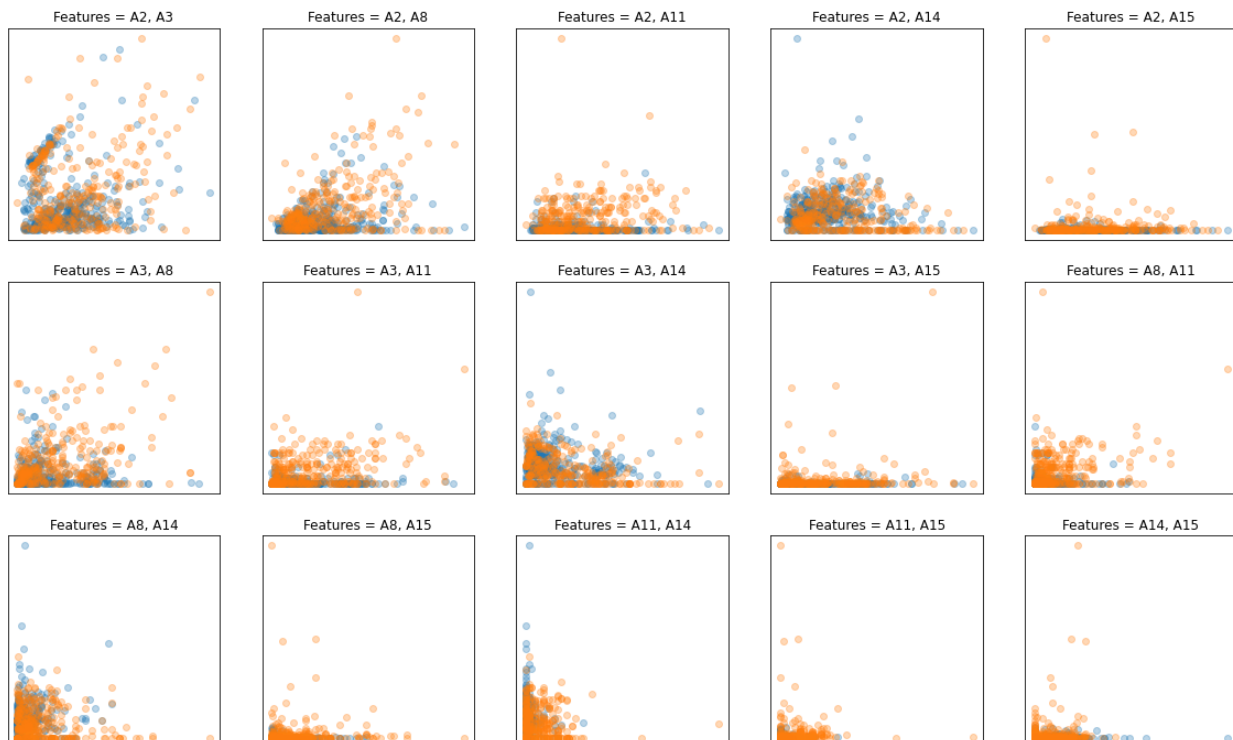 Features = A2, A3
Features = A2, A8
Features = A2, A11
Features = A2, A14
Features = A2, A15
Features = A3, A8
Features = A3, A11
Features = A3, A14
Features = A3, A15
Features = A8, A11
Features = A8, A14
Features = A8, A15
Features = A11, A14
Features = A11, A15
Features = A14, A15